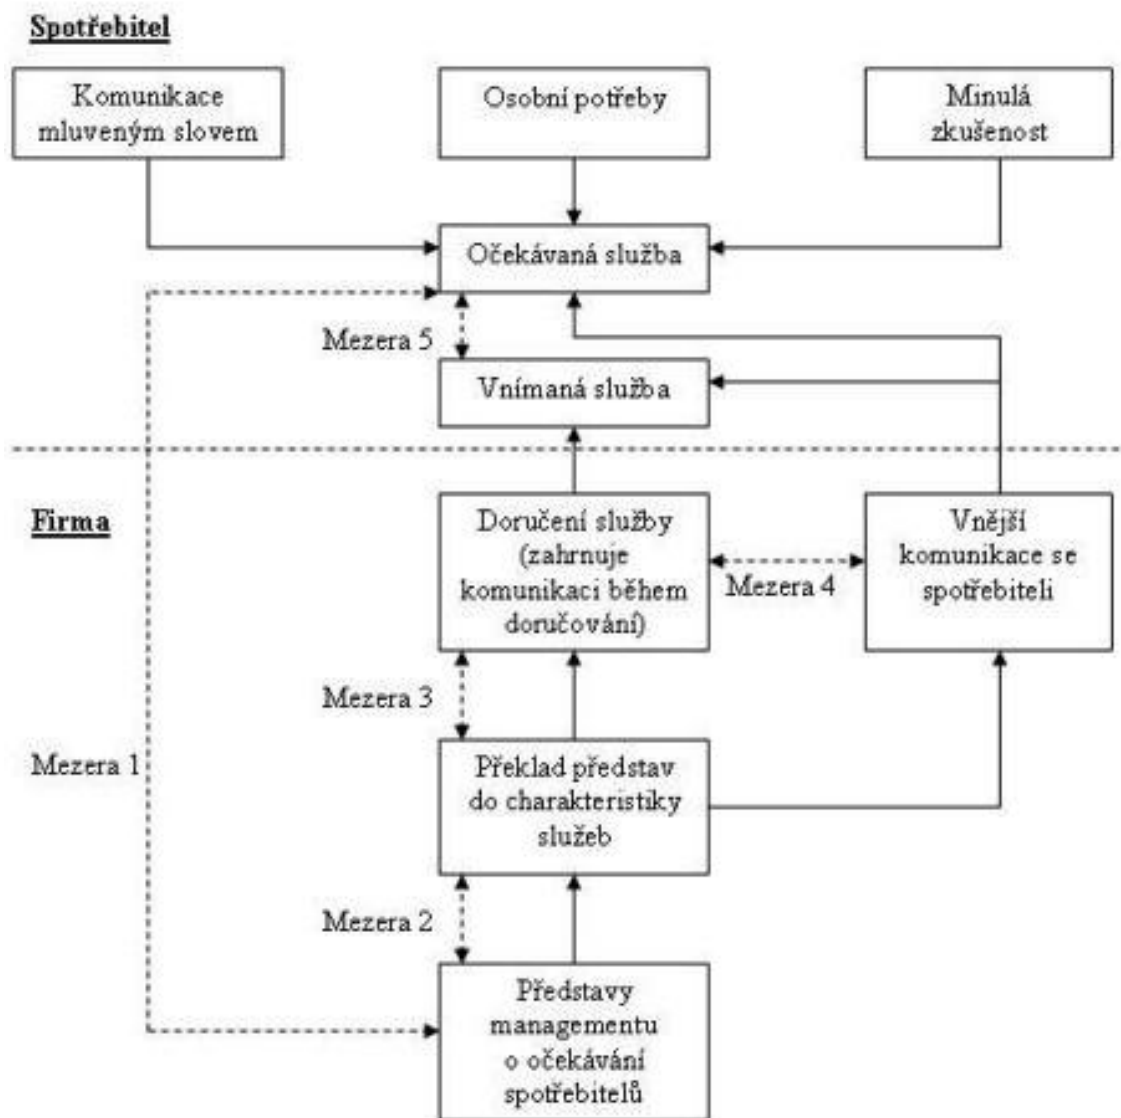 Spotřebitel
Komunikace
mluveným slovem
Osobní potřeby
Minulá
zkušenost
Očekávaná služba
Mezera 5
Vnímaná služba
Firma
Doručení služby
(zahrnuje
komunikaci během
doručování)
Mezera 4
Vnější
komunikace se
spotřebiteli
Mezera 3
Mezera 1
Překlad představ
do charakteristiky
služeb
Mezera 2
Představy
managementu
o očekávání
spotřebitelů